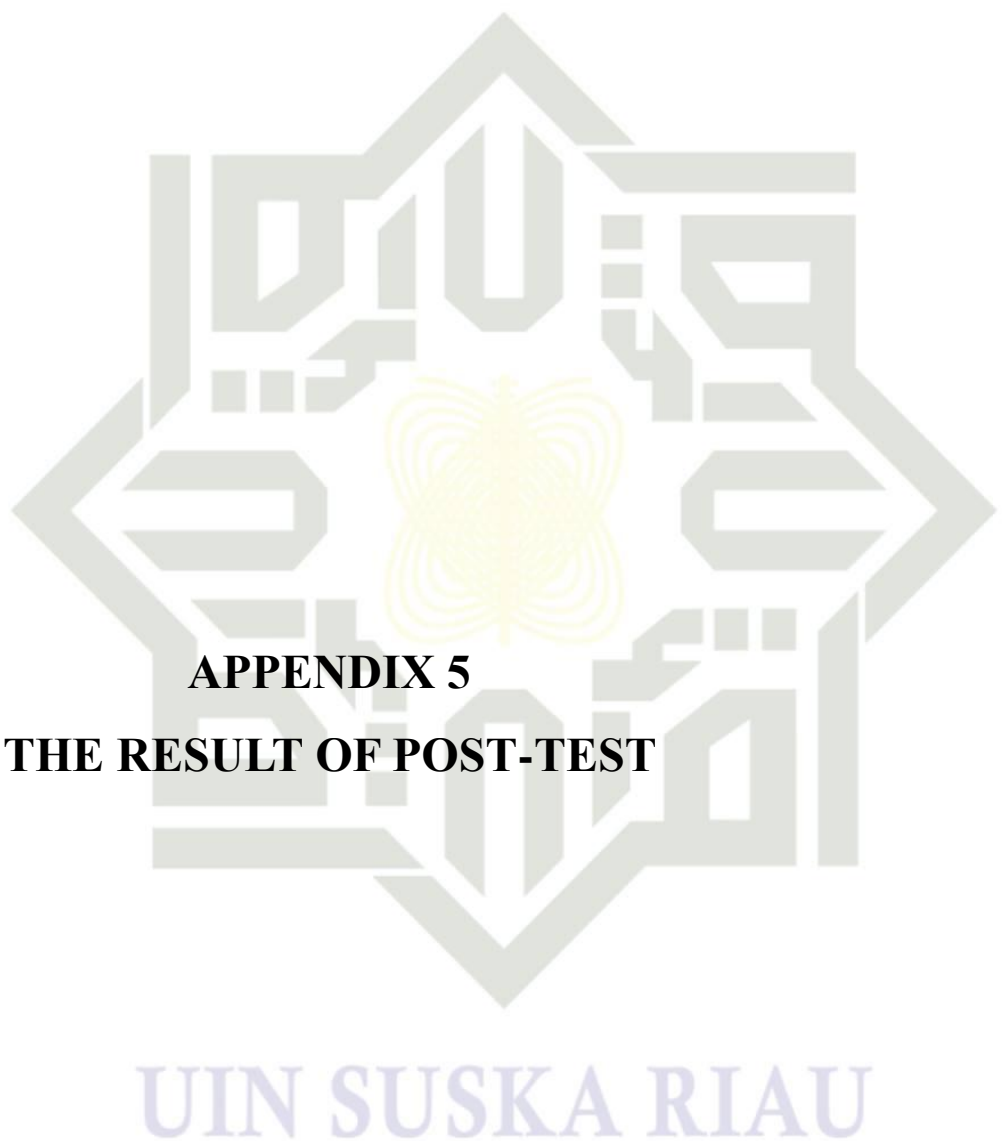 APPENDIX 5
THE RESULT OF POST-TEST
UIN SUSKA RIAU